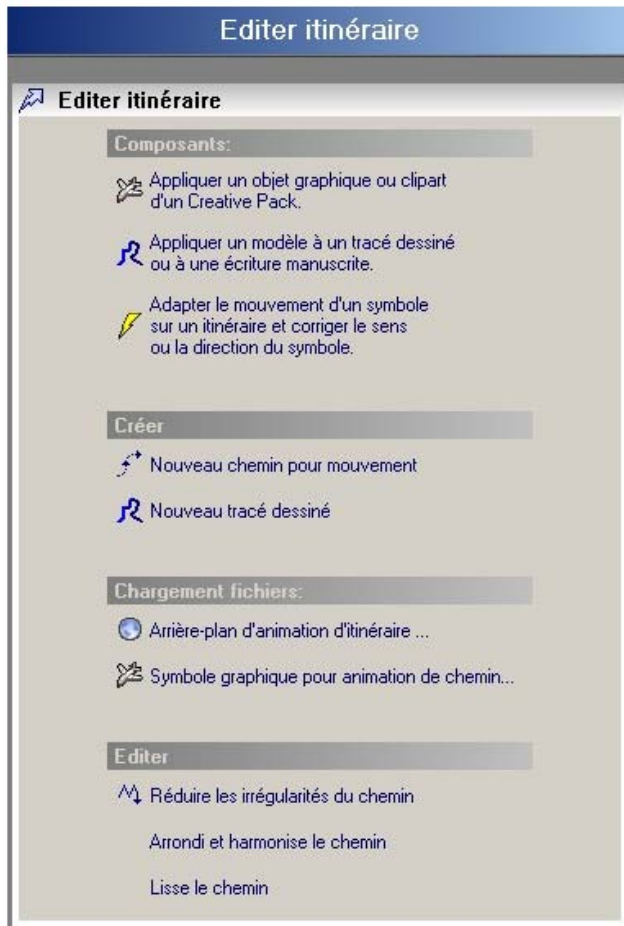 Editer itinéraire
Editer itinéraire
Composants:
Appliquer un objet graphique ou clipart
d'un Creative Pack.
Appliquer un modèle à un tracé dessiné
ou à une écriture manuscrite.
Adapter le mouvement d'un symbole
sur un itinéraire et corriger le sens
ou la direction du symbole.
Créer
Nouveau chemin pour mouvement
Nouveau tracé dessiné
Chargement fichiers:
Arrière-plan d'animation d'itinéraire ...
Symbole graphique pour animation de chemin...
Editer
Réduire les irrégularités du chemin
Arrondi et harmonise le chemin
Lisse le chemin